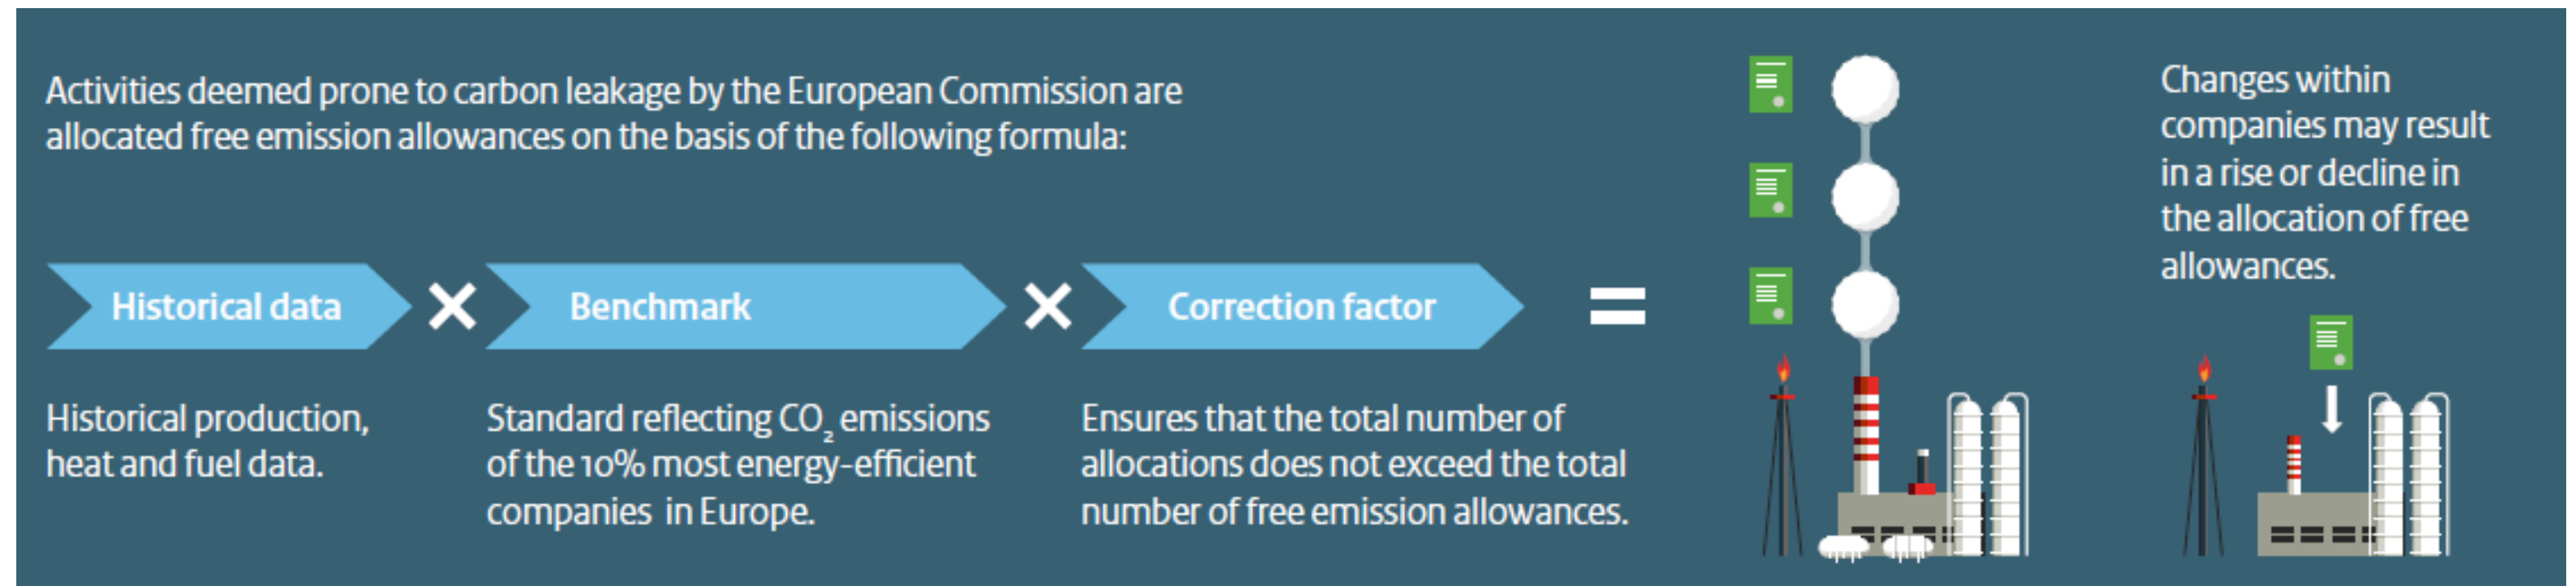 Activities deemed prone to carbon leakage by the European Commission are
allocated free emission allowances on the basis of the following formula:
Historical data × Benchmark × Correction factor =
Historical production,
heat and fuel data.
Standard reflecting CO₂ emissions
of the 10% most energy-efficient
companies in Europe.
Ensures that the total number of
allocations does not exceed the total
number of free emission allowances.
Changes within
companies may result
in a rise or decline in
the allocation of free
allowances.